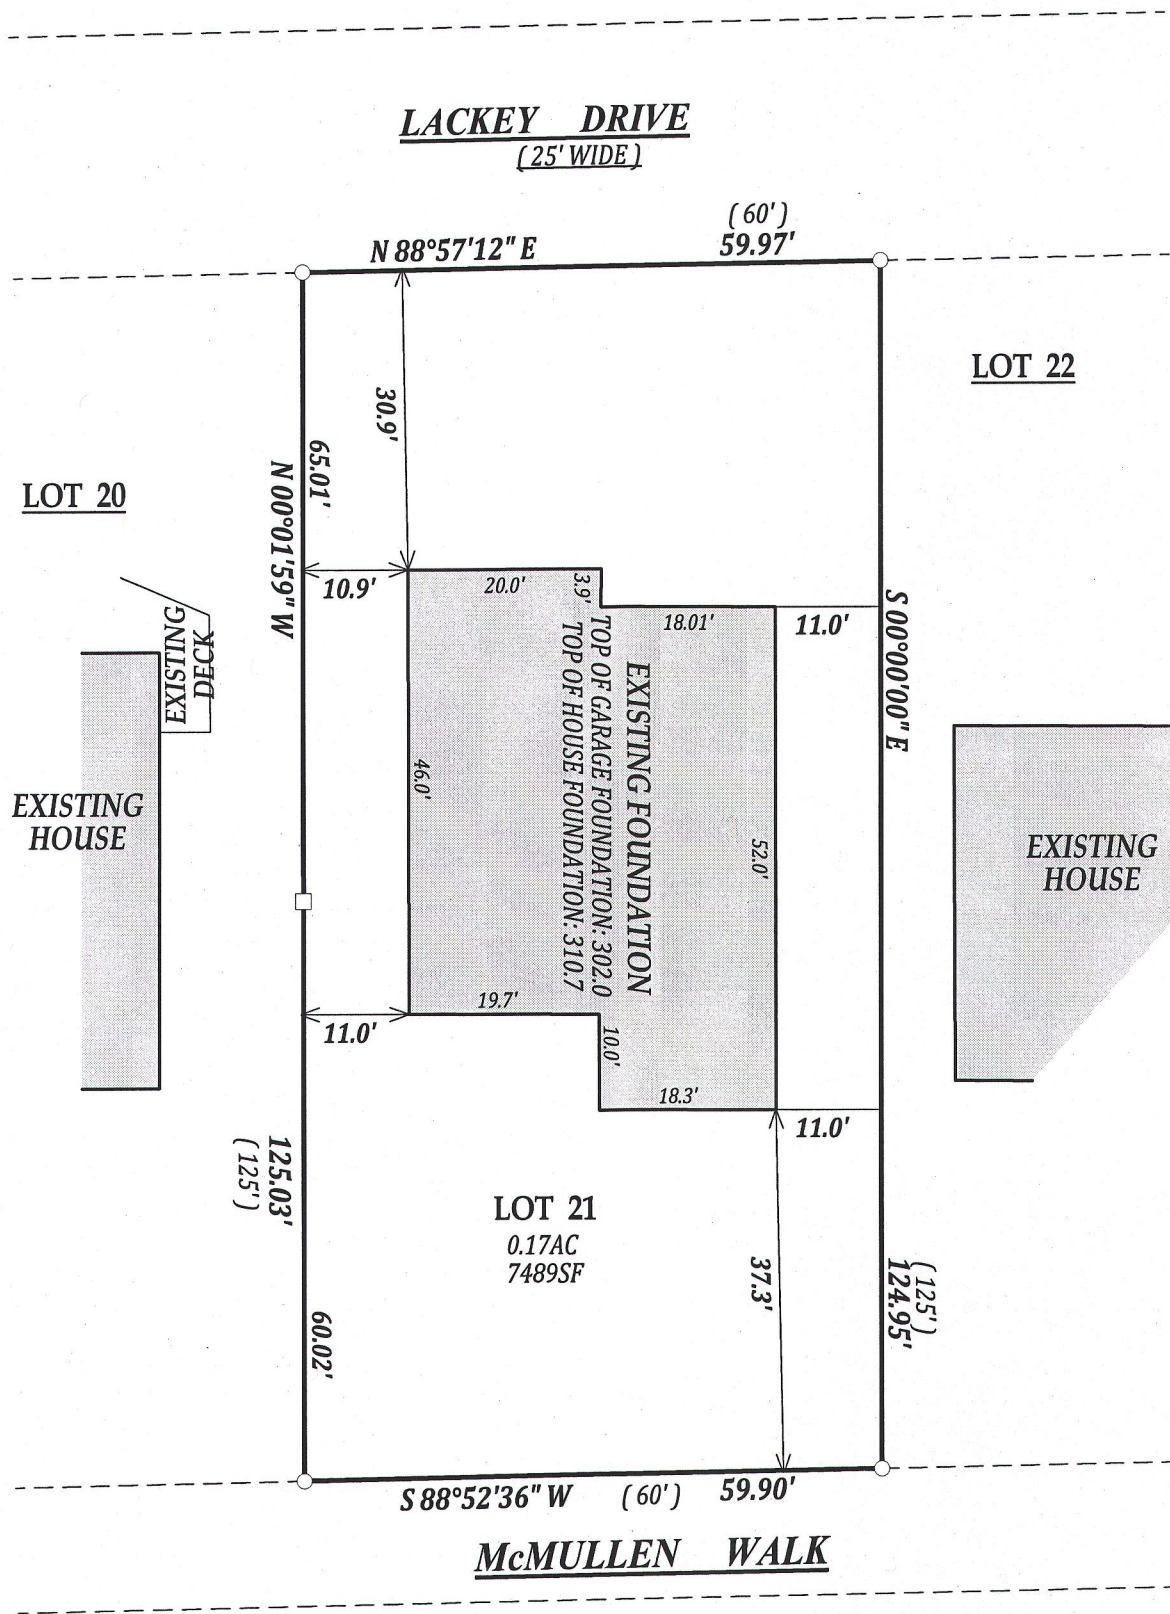 LACKEY DRIVE
( 25' WIDE )
( 60' )
N 88°57'12" E
59.97'
LOT 22
30.9'
65.01'
N 00°01'59" W
LOT 20
10.9'
20.0'
3.9'
18.01'
11.0'
S 00°00'00" E
EXISTING
DECK
EXISTING FOUNDATION
TOP OF GARAGE FOUNDATION: 302.0
TOP OF HOUSE FOUNDATION: 310.7
46.0'
52.0'
EXISTING
HOUSE
EXISTING
HOUSE
19.7'
11.0'
10.0'
18.3'
11.0'
125.03'
( 125' )
LOT 21
0.17AC
7489SF
37.3'
( 125' )
124.95'
60.02'
S 88°52'36" W
( 60' )
59.90'
McMULLEN WALK